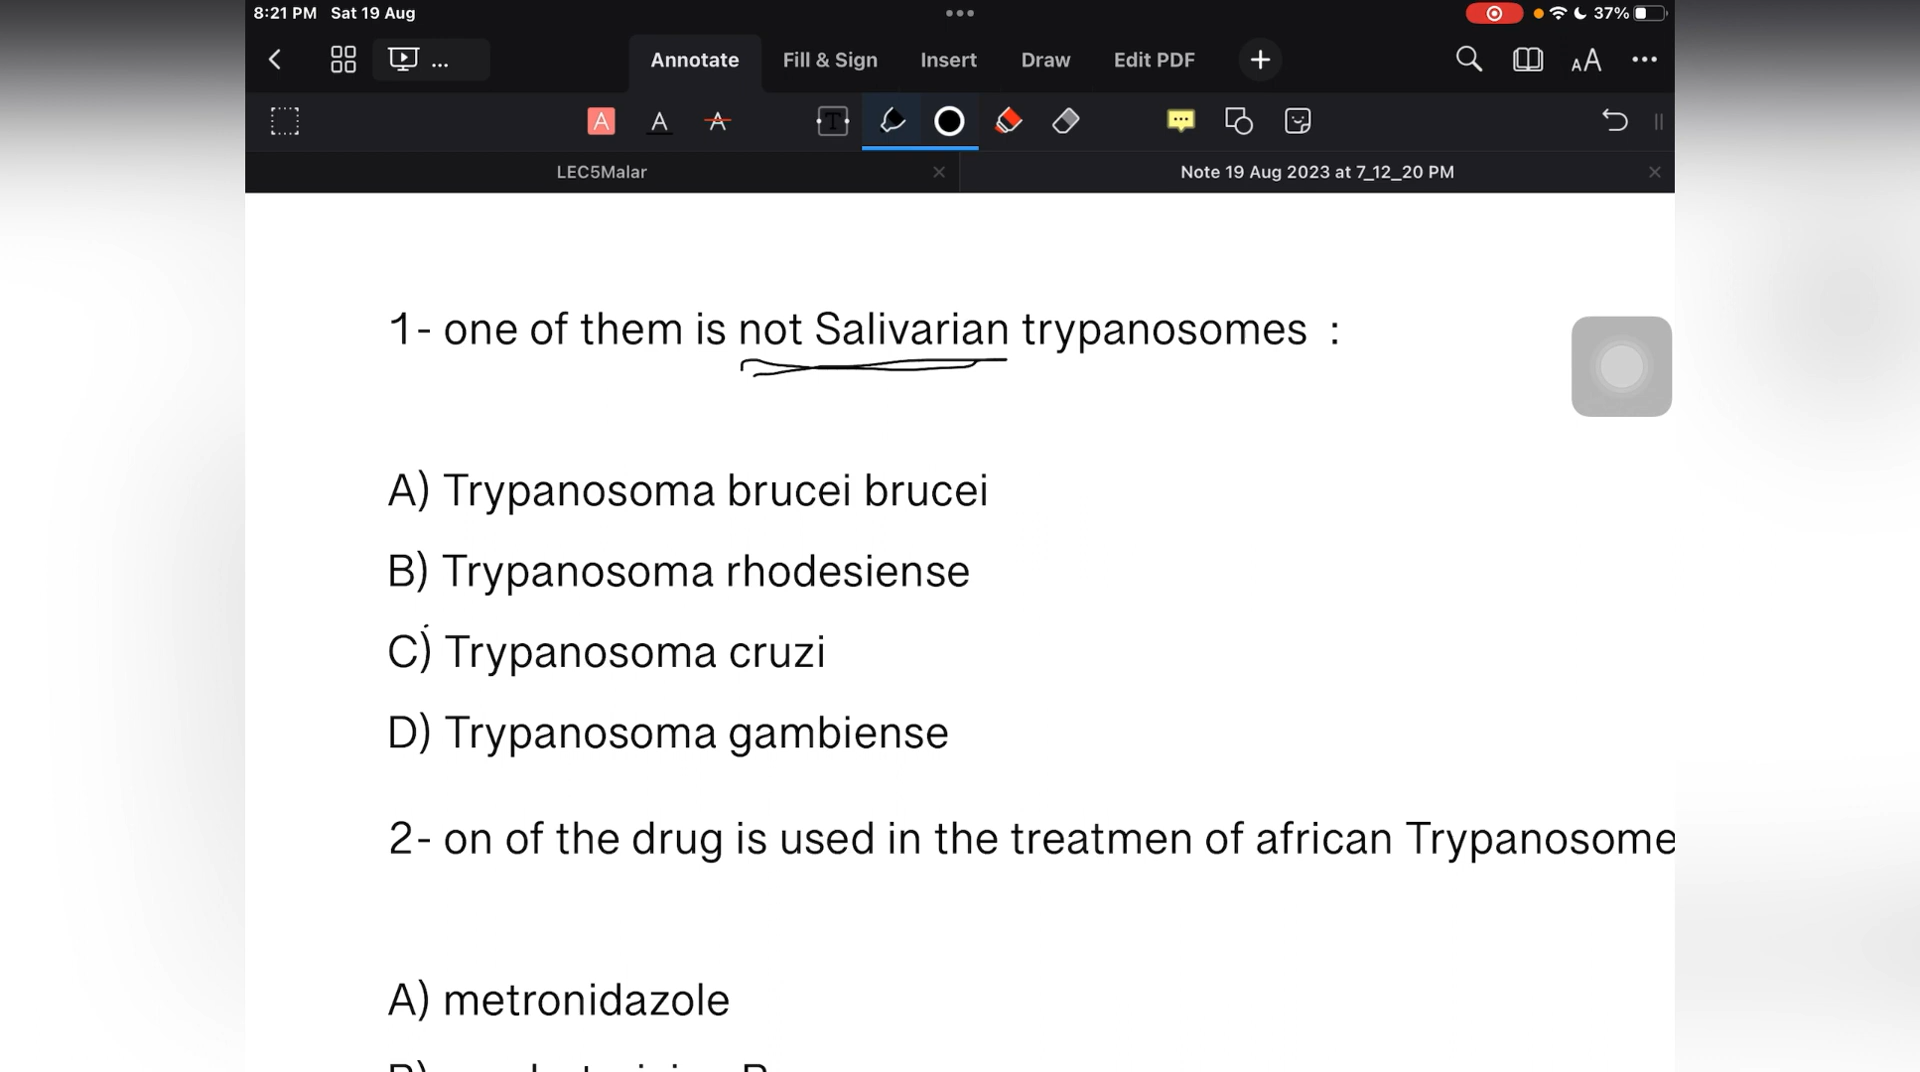 8:21 PM Sat 19 Aug
37%
Annotate Fill & Sign Insert Draw Edit PDF
LEC5Malar
Note 19 Aug 2023 at 7_12_20 PM
1- one of them is not Salivarian trypanosomes :
A) Trypanosoma brucei brucei
B) Trypanosoma rhodesiense
C) Trypanosoma cruzi
D) Trypanosoma gambiense
2- on of the drug is used in the treatmen of african Trypanosome
A) metronidazole